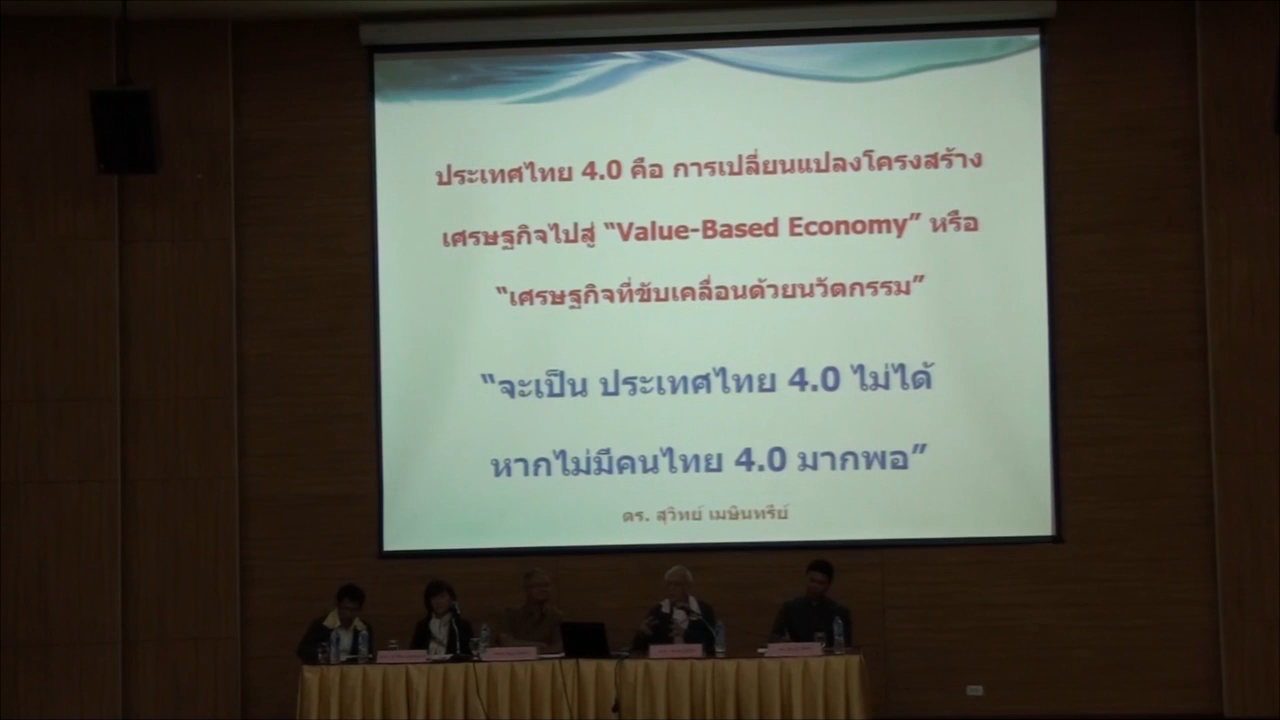 ประเทศไทย 4.0 คือ การเปลี่ยนแปลงโครงสร้าง
เศรษฐกิจไปสู่ “Value-Based Economy” หรือ
“เศรษฐกิจที่ขับเคลื่อนด้วยนวัตกรรม”
“จะเป็น ประเทศไทย 4.0 ไม่ได้
หากไม่มีคนไทย 4.0 มากพอ”
ดร. สุวิทย์ เมษินทรีย์